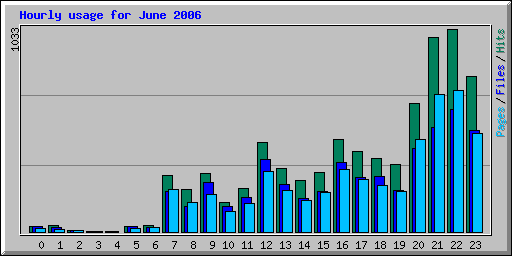 Hourly usage for June 2006
1033
Pages / Files / Hits
0 1 2 3 4 5 6 7 8 9 10 11 12 13 14 15 16 17 18 19 20 21 22 23